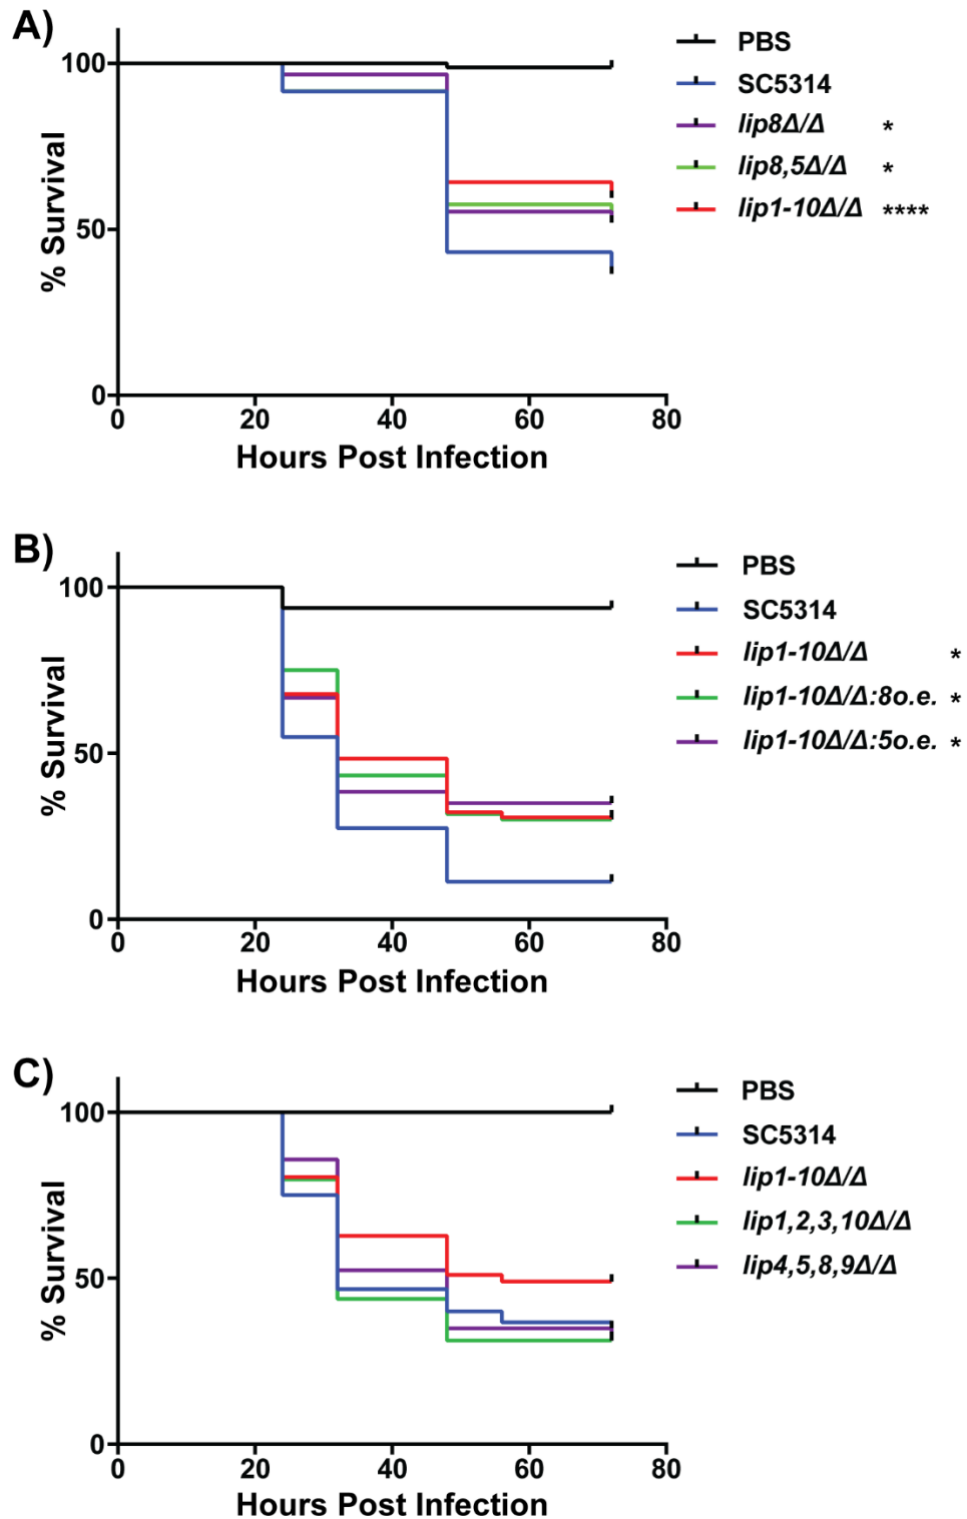 A)
% Survival
100
50
0
0 20 40 60 80
Hours Post Infection
PBS
SC5314
lip8Δ/Δ *
lip8,5Δ/Δ *
lip1-10Δ/Δ ****
B)
% Survival
100
50
0
0 20 40 60 80
Hours Post Infection
PBS
SC5314
lip1-10Δ/Δ *
lip1-10Δ/Δ:8o.e. *
lip1-10Δ/Δ:5o.e. *
C)
% Survival
100
50
0
0 20 40 60 80
Hours Post Infection
PBS
SC5314
lip1-10Δ/Δ
lip1,2,3,10Δ/Δ
lip4,5,8,9Δ/Δ